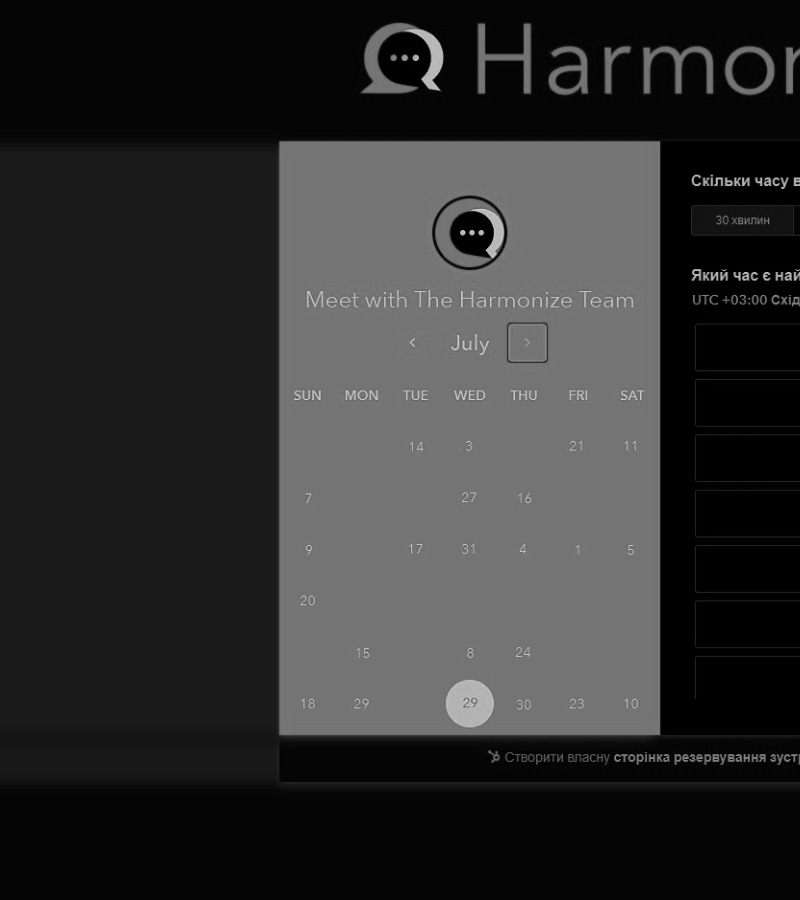 Harmon
Meet with The Harmonize Team
July
SUN MON TUE WED THU FRI SAT
14 3 21 11
7 27 16
9 17 31 4 1 5
20
15 8 24
18 29 29 30 23 10
Скільки часу в
30 хвилин
Який час є най
UTC +03:00 Схід
Створити власну сторінка резервування зустр